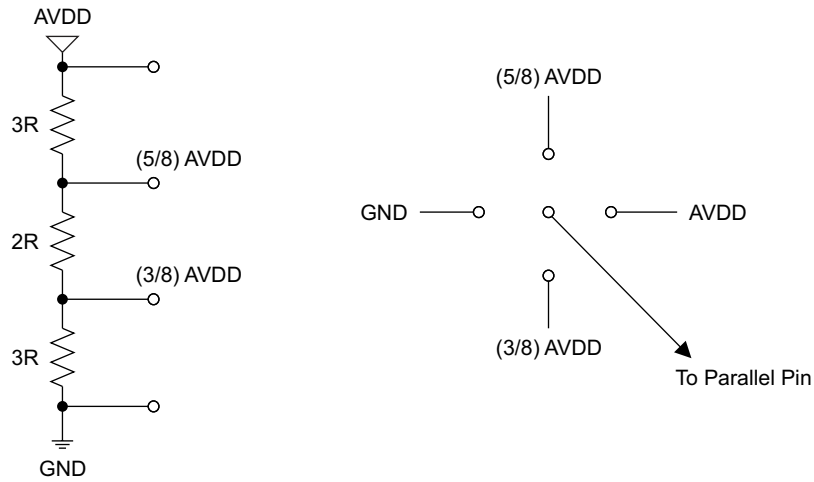 AVDD
3R
(5/8) AVDD
2R
(3/8) AVDD
3R
GND
(5/8) AVDD
GND
AVDD
(3/8) AVDD
To Parallel Pin